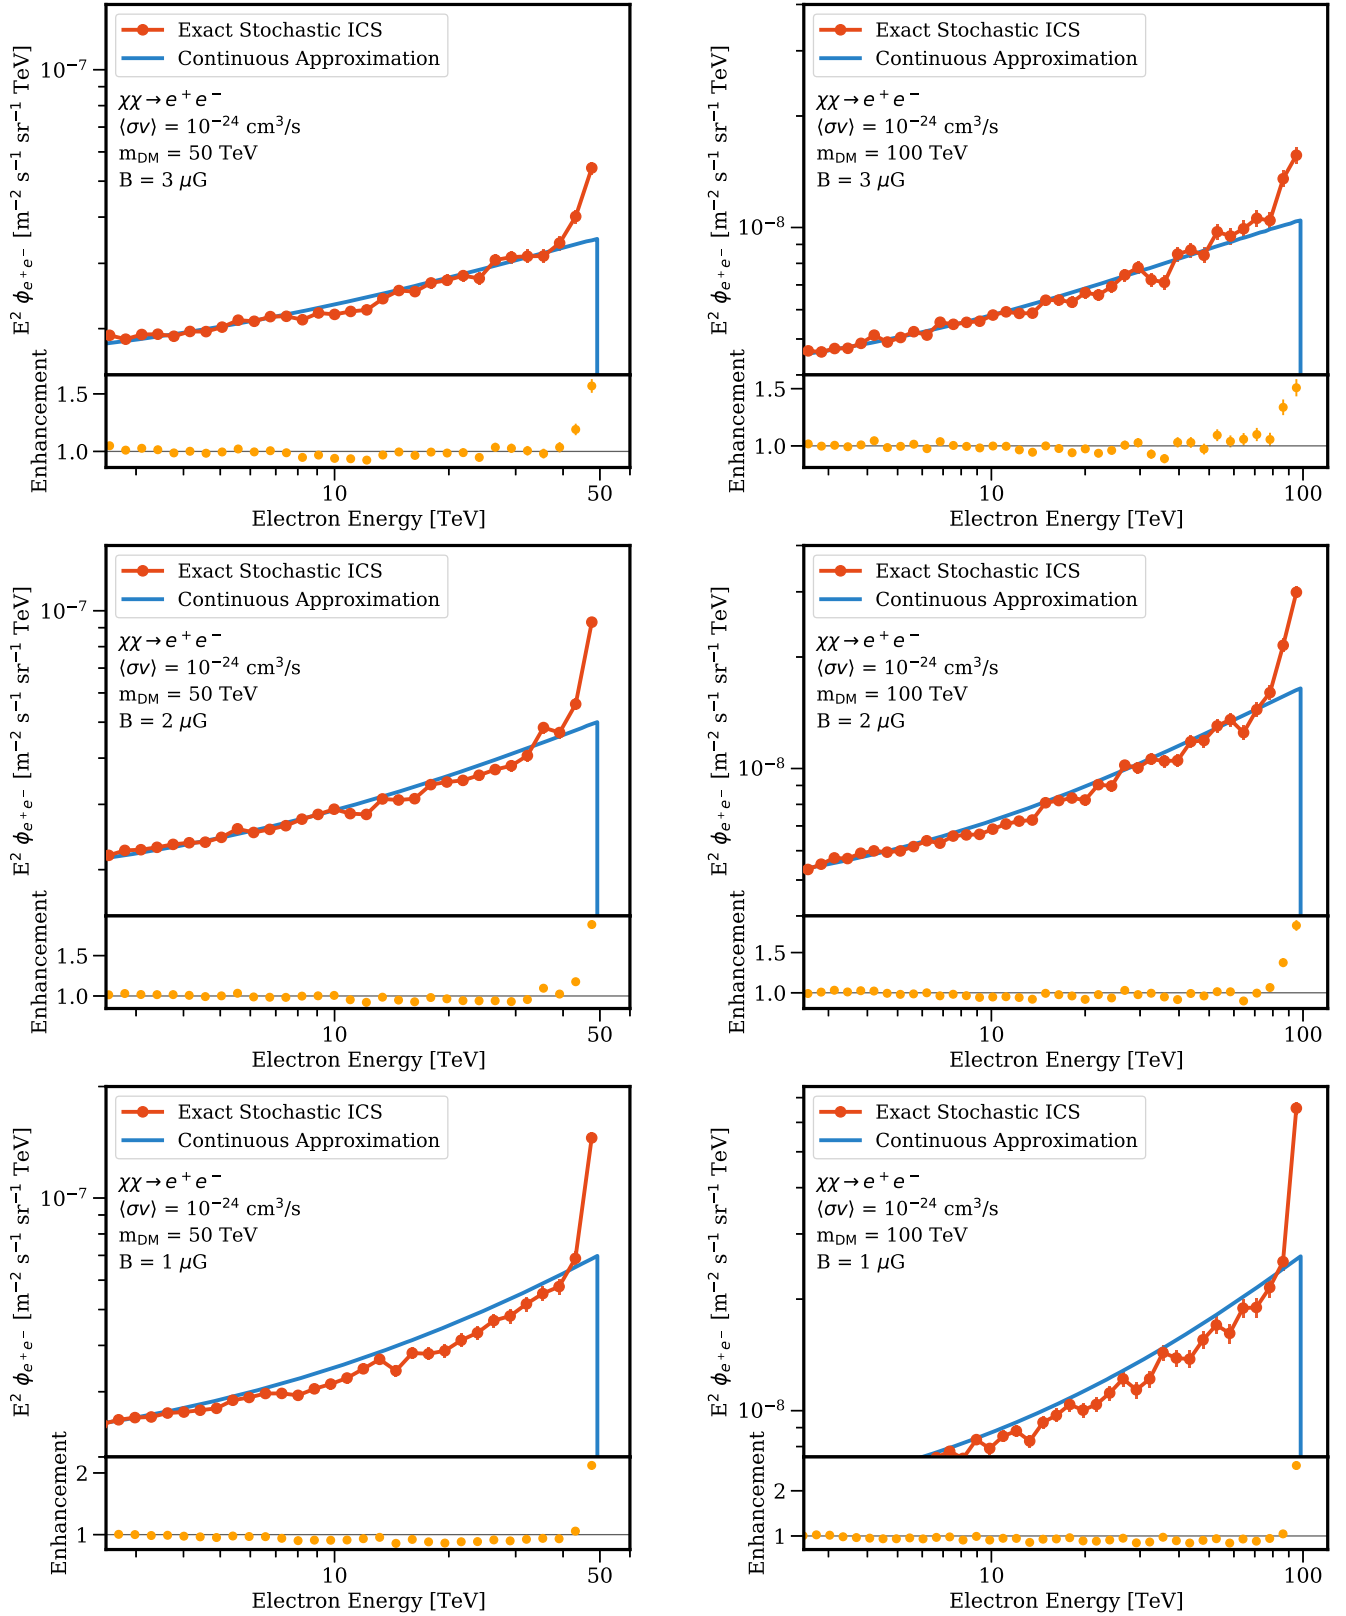 Exact Stochastic ICS
Continuous Approximation
χχ → e⁺e⁻
⟨σv⟩ = 10⁻²⁴ cm³/s
m_DM = 50 TeV
B = 3 μG
10⁻⁷
E² ϕ_e⁺e⁻ [m⁻² s⁻¹ sr⁻¹ TeV]
Enhancement
1.5
1.0
10
50
Electron Energy [TeV]
Exact Stochastic ICS
Continuous Approximation
χχ → e⁺e⁻
⟨σv⟩ = 10⁻²⁴ cm³/s
m_DM = 100 TeV
B = 3 μG
10⁻⁸
E² ϕ_e⁺e⁻ [m⁻² s⁻¹ sr⁻¹ TeV]
Enhancement
1.5
1.0
10
100
Electron Energy [TeV]
Exact Stochastic ICS
Continuous Approximation
χχ → e⁺e⁻
⟨σv⟩ = 10⁻²⁴ cm³/s
m_DM = 50 TeV
B = 2 μG
10⁻⁷
E² ϕ_e⁺e⁻ [m⁻² s⁻¹ sr⁻¹ TeV]
Enhancement
1.5
1.0
10
50
Electron Energy [TeV]
Exact Stochastic ICS
Continuous Approximation
χχ → e⁺e⁻
⟨σv⟩ = 10⁻²⁴ cm³/s
m_DM = 100 TeV
B = 2 μG
10⁻⁸
E² ϕ_e⁺e⁻ [m⁻² s⁻¹ sr⁻¹ TeV]
Enhancement
1.5
1.0
10
100
Electron Energy [TeV]
Exact Stochastic ICS
Continuous Approximation
χχ → e⁺e⁻
⟨σv⟩ = 10⁻²⁴ cm³/s
m_DM = 50 TeV
B = 1 μG
10⁻⁷
E² ϕ_e⁺e⁻ [m⁻² s⁻¹ sr⁻¹ TeV]
Enhancement
2
1
10
50
Electron Energy [TeV]
Exact Stochastic ICS
Continuous Approximation
χχ → e⁺e⁻
⟨σv⟩ = 10⁻²⁴ cm³/s
m_DM = 100 TeV
B = 1 μG
10⁻⁸
E² ϕ_e⁺e⁻ [m⁻² s⁻¹ sr⁻¹ TeV]
Enhancement
2
1
10
100
Electron Energy [TeV]